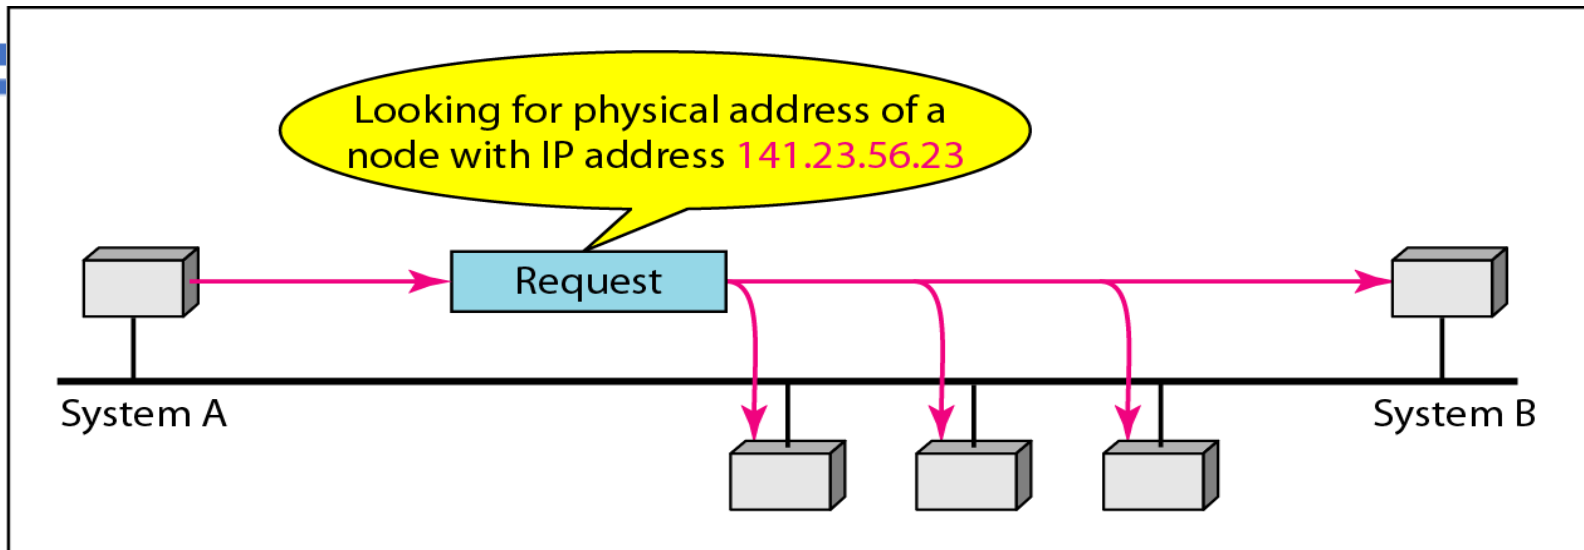 Looking for physical address of a
node with IP address 141.23.56.23
Request
System A
System B